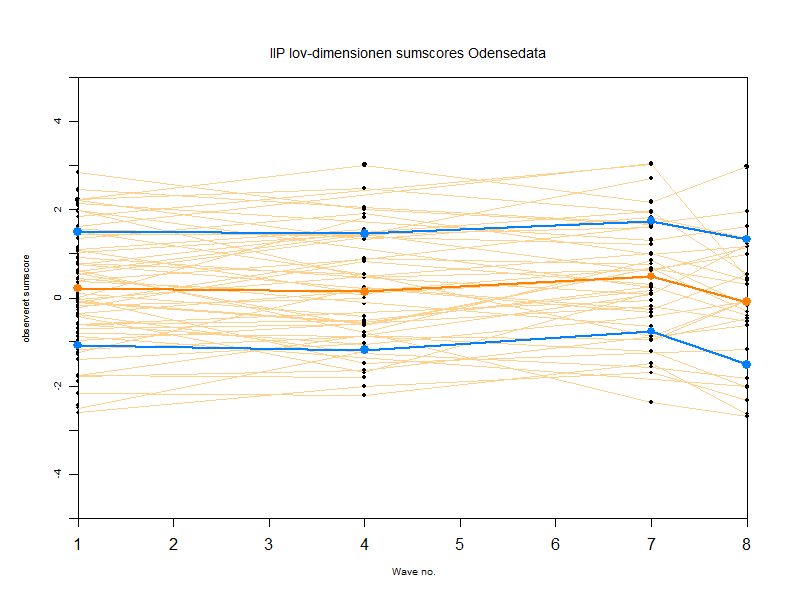 IIP lov-dimensionen sumscores Odensedata
observeret sumscore
4
2
0
-2
-4
1 2 3 4 5 6 7 8
Wave no.